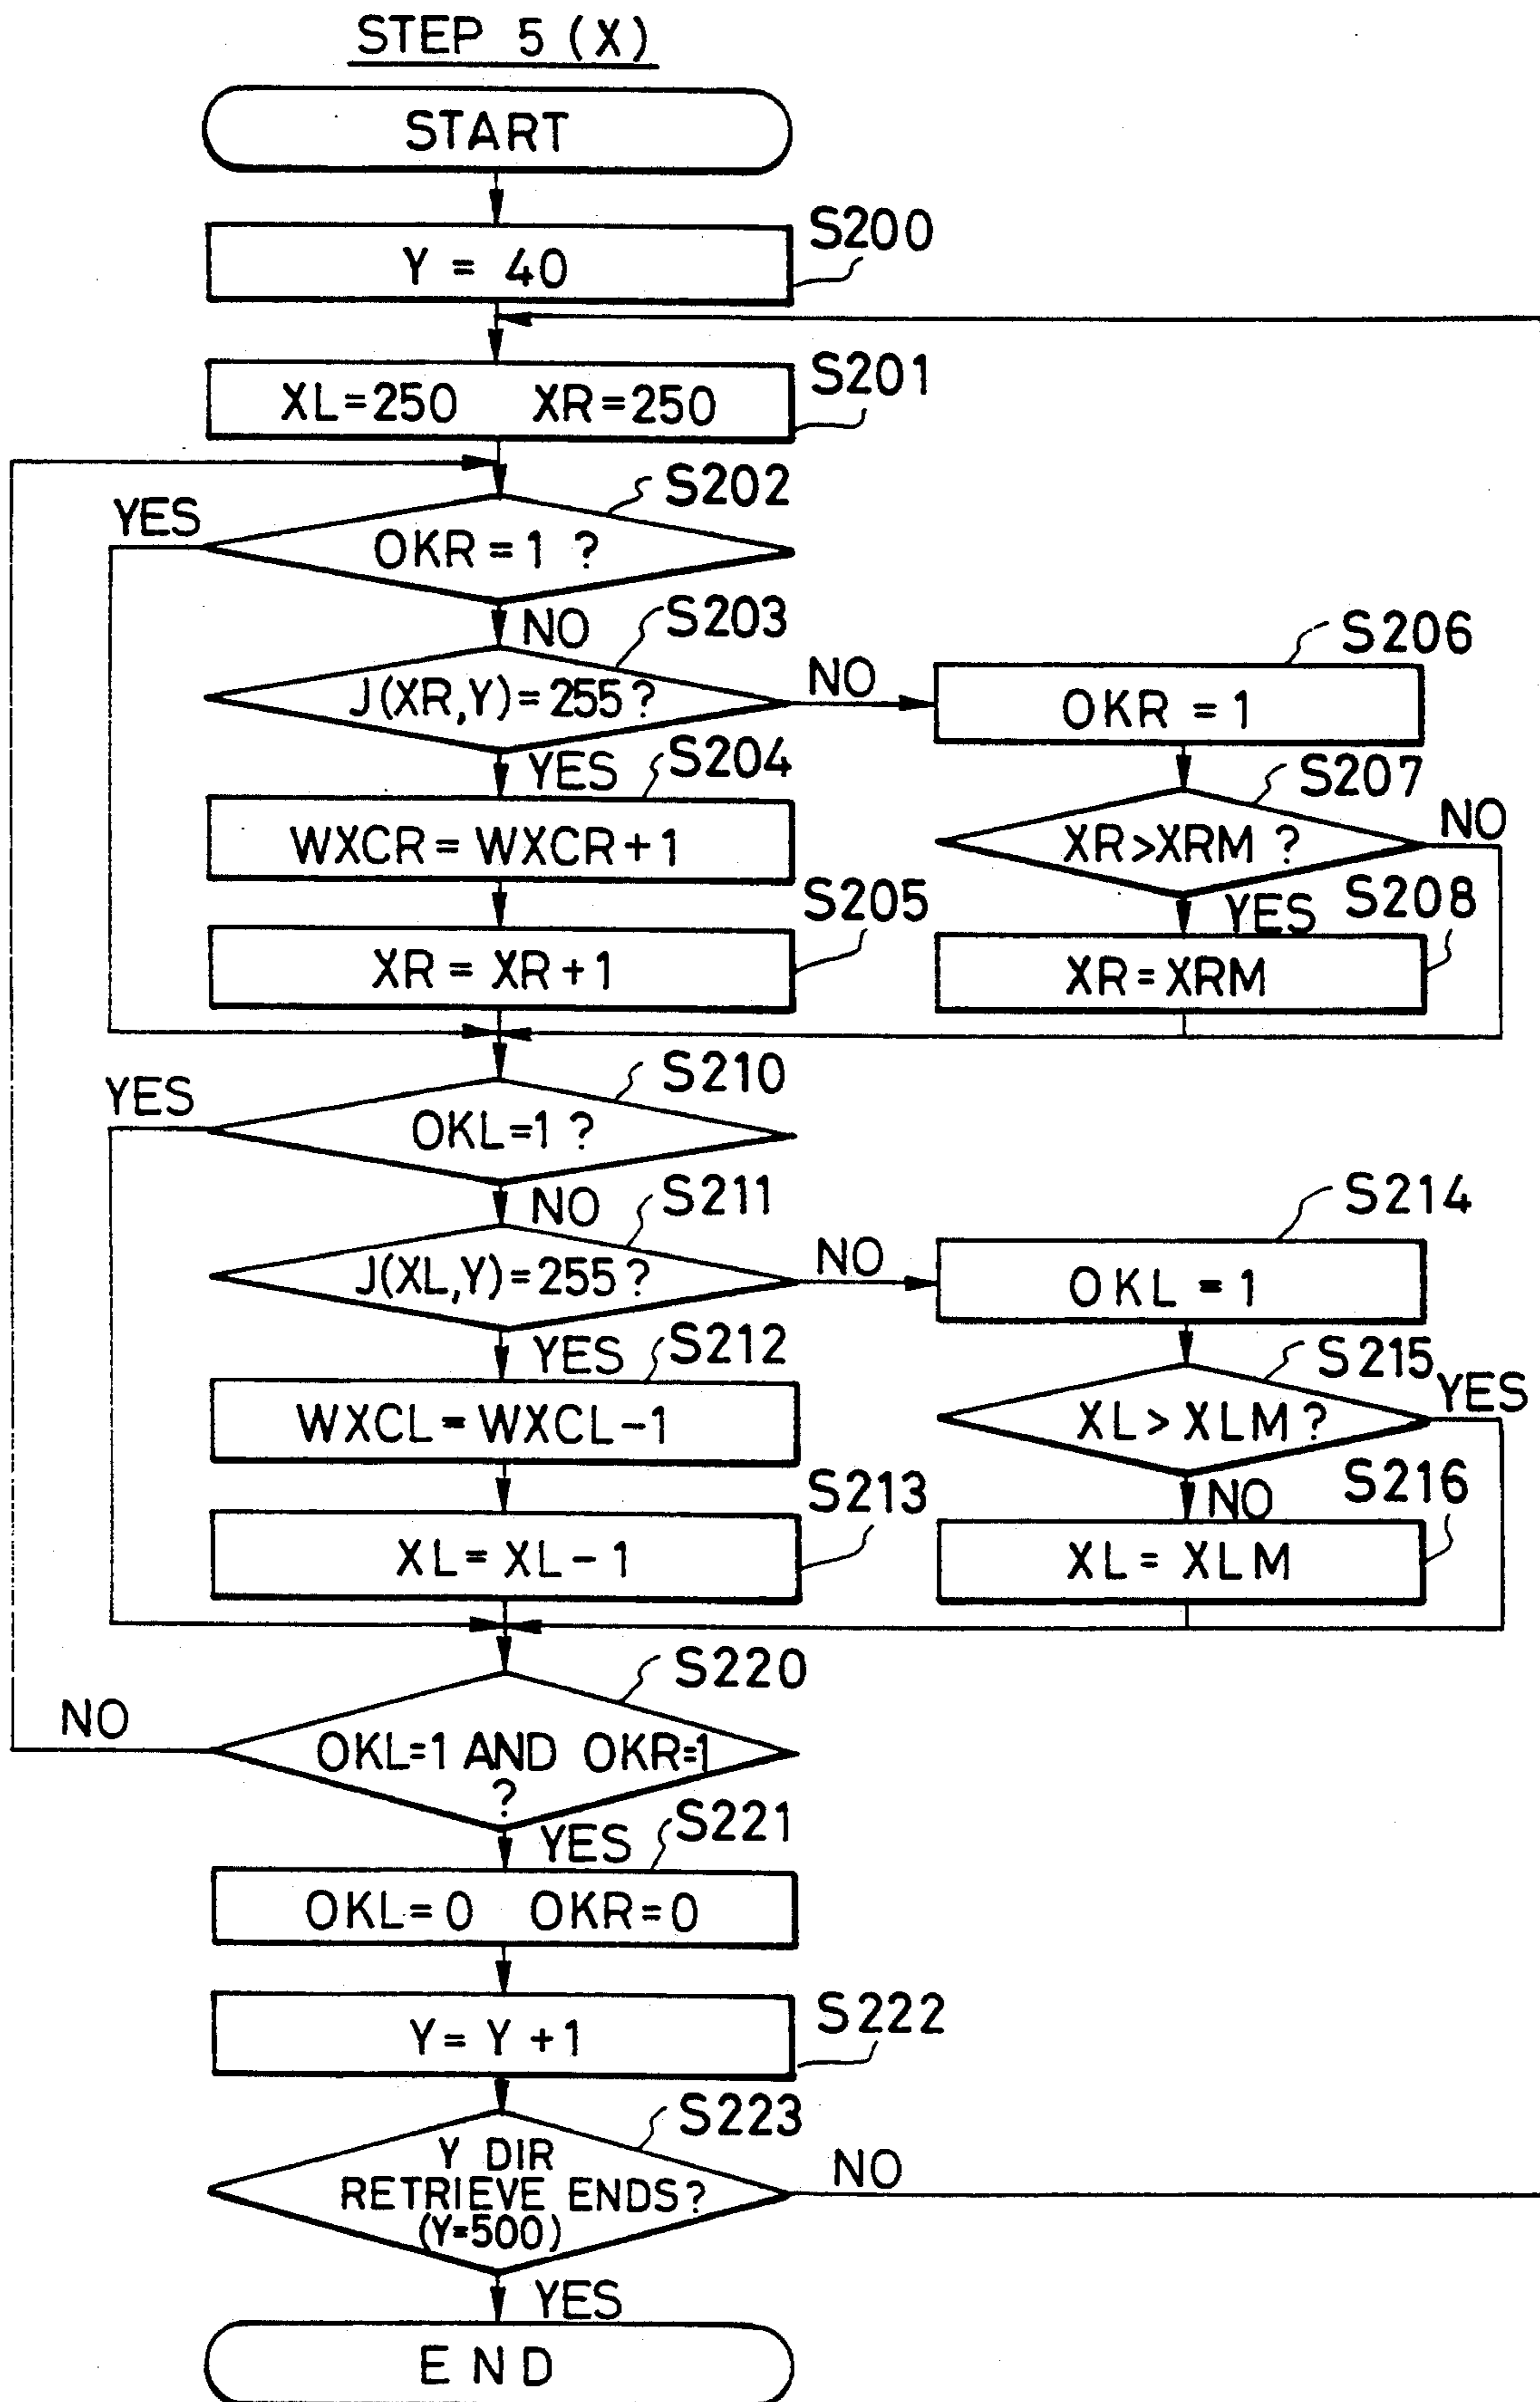 STEP 5 (X)
START
S200
Y = 40
S201
XL=250 XR=250
S202
YES
OKR=1 ?
NO
S203
J(XR,Y)=255?
NO
S206
OKR =1
YES
S204
WXCR=WXCR+1
S207
XR>XRM ?
NO
S205
XR = XR+1
YES
S208
XR=XRM
S210
YES
OKL=1 ?
NO
S211
J(XL,Y)=255?
NO
S214
OKL =1
YES
S212
WXCL=WXCL-1
S215
XL> XLM ?
YES
S213
XL= XL-1
NO
S216
XL= XLM
S220
NO
OKL=1 AND OKR=1
?
YES
S221
OKL=0 OKR=0
S222
Y= Y +1
S223
Y DIR
RETRIEVE ENDS?
(Y=500)
NO
YES
END